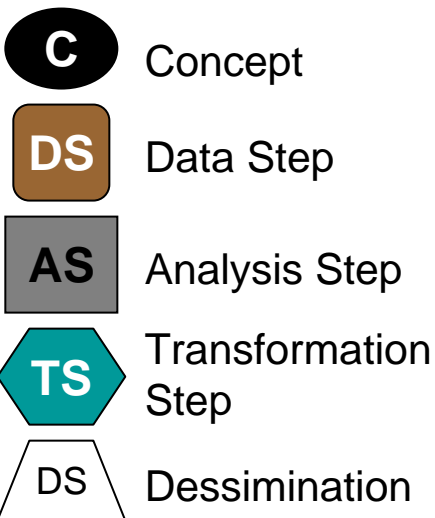 C Concept
DS Data Step
AS Analysis Step
TS Transformation
Step
DS Dessimination